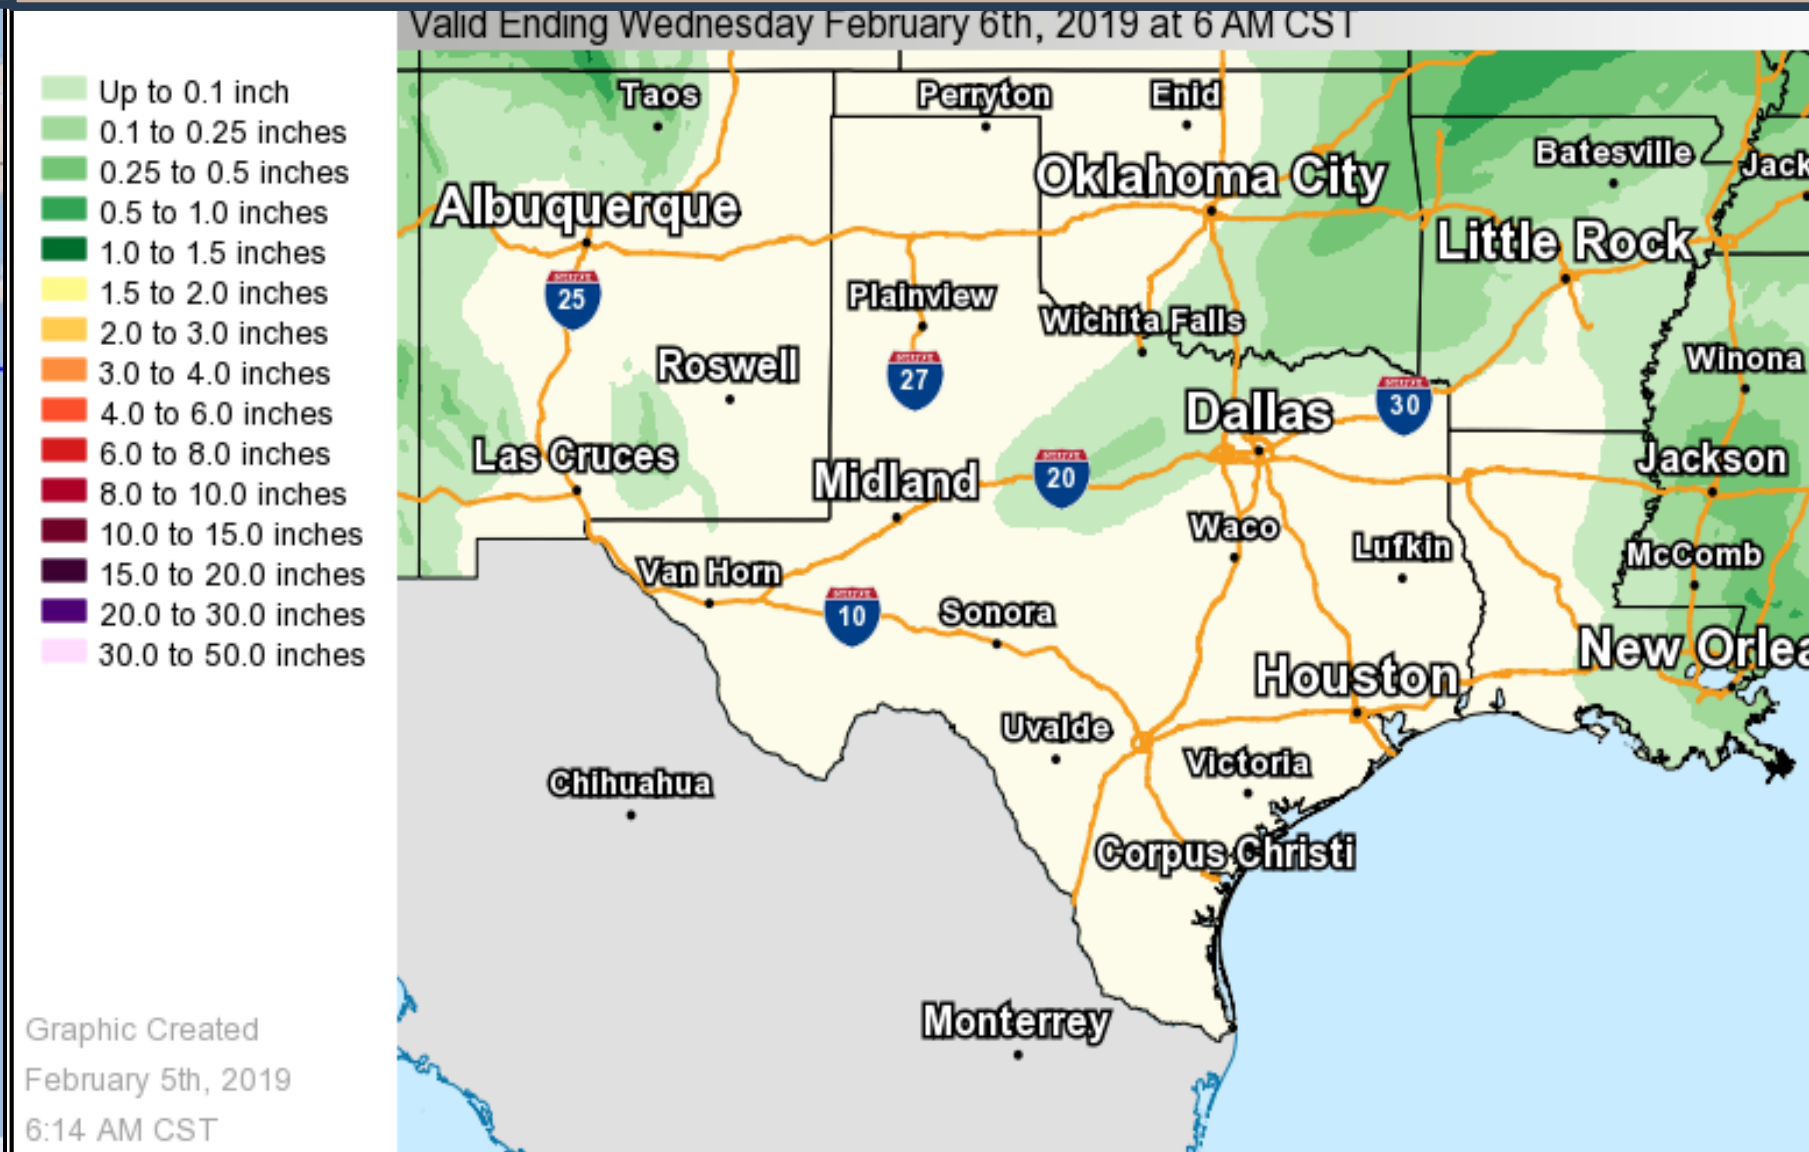 Valid Ending Wednesday February 6th, 2019 at 6 AM CST
Up to 0.1 inch
0.1 to 0.25 inches
0.25 to 0.5 inches
0.5 to 1.0 inches
1.0 to 1.5 inches
1.5 to 2.0 inches
2.0 to 3.0 inches
3.0 to 4.0 inches
4.0 to 6.0 inches
6.0 to 8.0 inches
8.0 to 10.0 inches
10.0 to 15.0 inches
15.0 to 20.0 inches
20.0 to 30.0 inches
30.0 to 50.0 inches
Graphic Created
February 5th, 2019
6:14 AM CST
Taos
Perryton
Enid
Batesville
Jack
Oklahoma City
Albuquerque
Little Rock
25
Plainview
Wichita Falls
Roswell
27
Winona
30
Dallas
Las Cruces
Midland
20
Jackson
Waco
Lufkin
McComb
Van Horn
10
Sonora
New Orlea
Houston
Uvalde
Victoria
Chihuahua
Corpus Christi
Monterrey